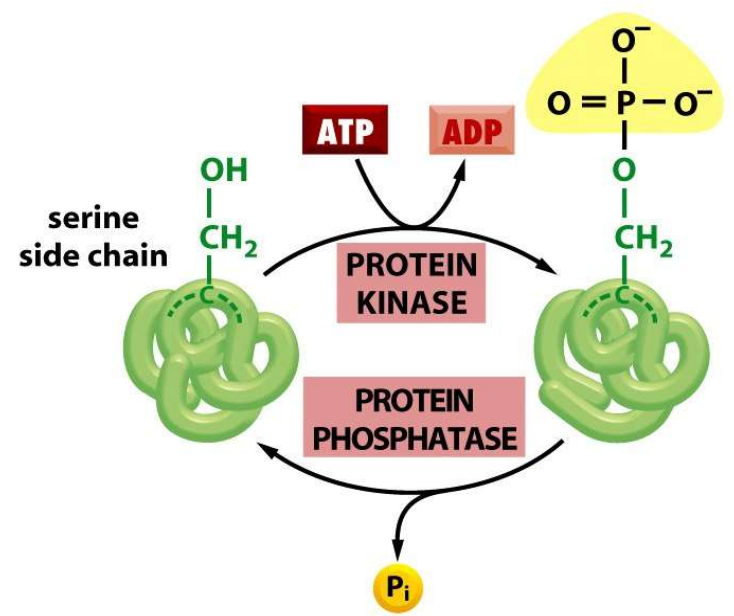 O⁻
O = P – O⁻
ATP
ADP
OH
O
serine
side chain
CH₂
CH₂
PROTEIN
KINASE
C
C
PROTEIN
PHOSPHATASE
Pᵢ